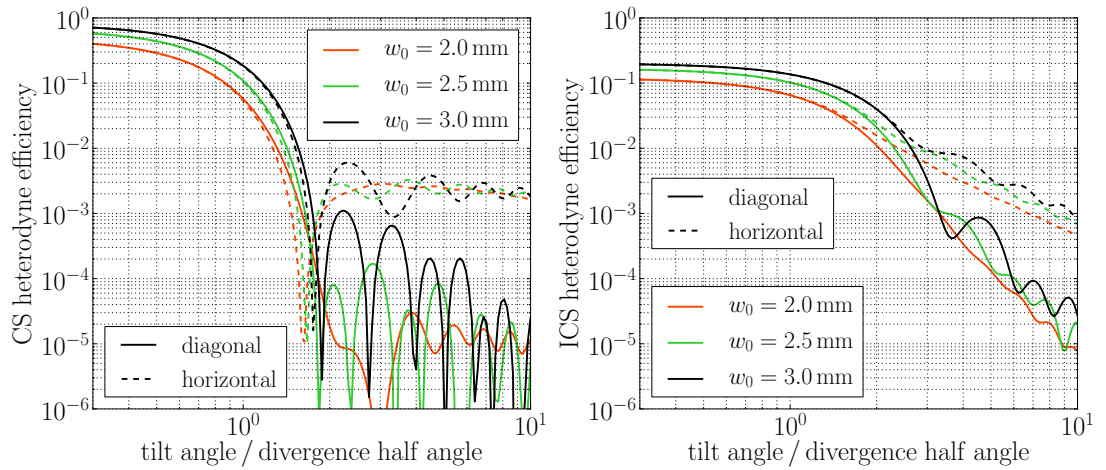 CS heterodyne efficiency
10^0
10^-1
10^-2
10^-3
10^-4
10^-5
10^-6
w_0 = 2.0 mm
w_0 = 2.5 mm
w_0 = 3.0 mm
diagonal
horizontal
10^0
10^1
tilt angle / divergence half angle
ICS heterodyne efficiency
10^0
10^-1
10^-2
10^-3
10^-4
10^-5
10^-6
diagonal
horizontal
w_0 = 2.0 mm
w_0 = 2.5 mm
w_0 = 3.0 mm
10^0
10^1
tilt angle / divergence half angle